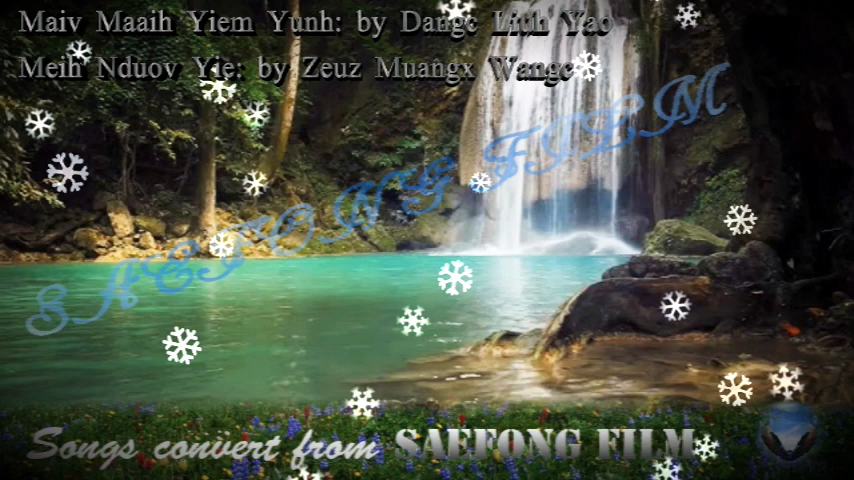 Maiv Maaih Yiem Yunh: by Dangc Liuh Yao
Meih Nduov Yie: by Zeuz Muangx Wangc
SAEFONG FILM
Songs convert from SAEFONG FILM